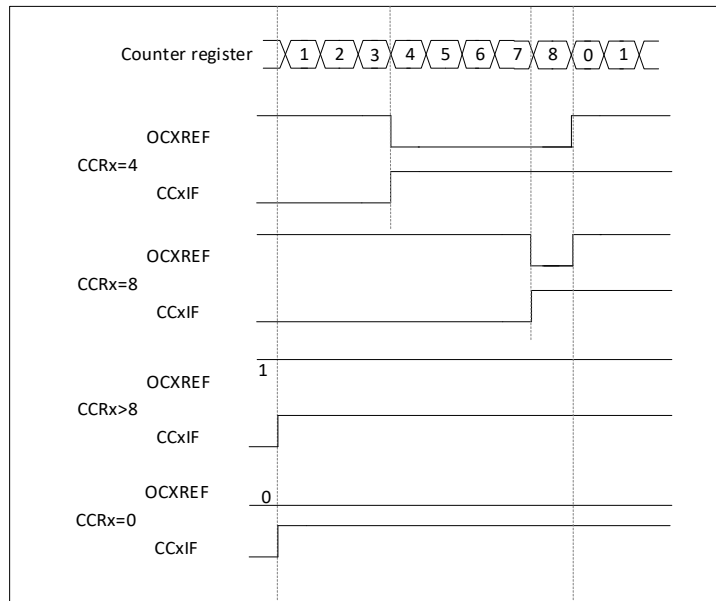 Counter register 1 2 3 4 5 6 7 8 0 1
OCXREF
CCRx=4
CCxIF
OCXREF
CCRx=8
CCxIF
1
OCXREF
CCRx>8
CCxIF
OCXREF 0
CCRx=0
CCxIF